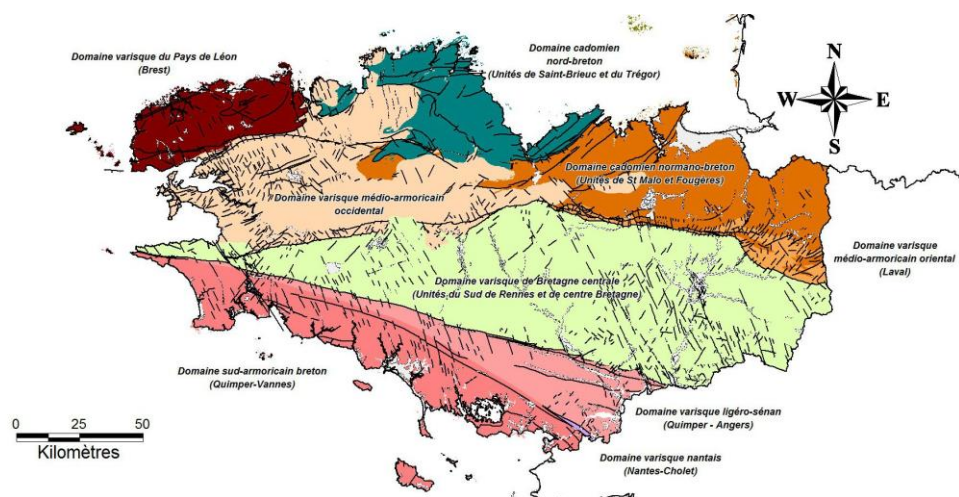 Domaine varisque du Pays de Léon
(Brest)
Domaine cadomien
nord-breton
(Unités de Saint-Brieuc et du Trégor)
N
W
E
S
Domaine cadomien normano-breton
(Unités de St Malo et Fougères)
Domaine varisque médio-armoricain
occidental
Domaine varisque
médio-armoricain oriental
(Laval)
Domaine varisque de Bretagne centrale
(Unités du Sud de Rennes et de centre Bretagne)
Domaine sud-armoricain breton
(Quimper-Vannes)
Domaine varisque ligéro-sénan
(Quimper - Angers)
Domaine varisque nantais
(Nantes-Cholet)
0 25 50
Kilomètres